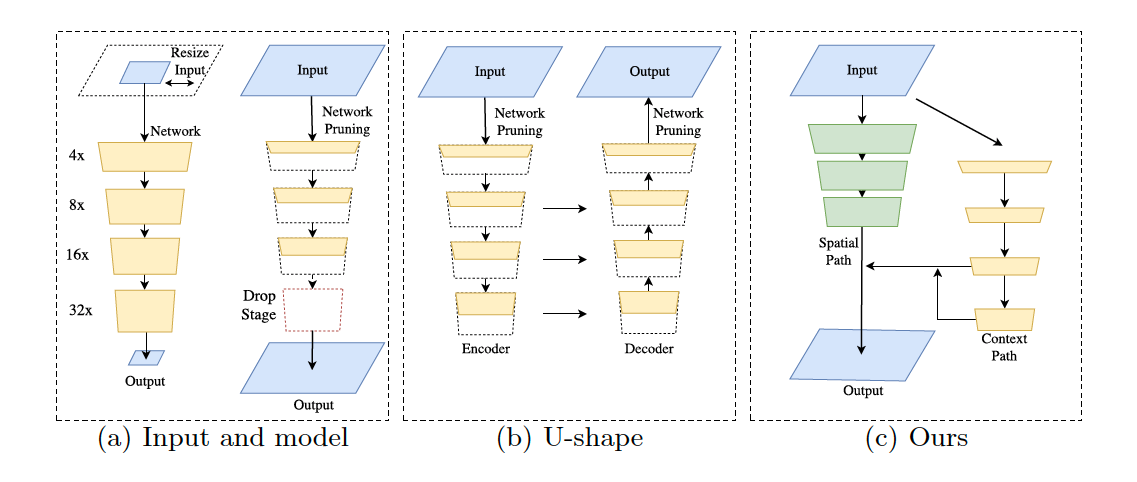 Resize
Input
Network
4x
8x
16x
32x
Output
Input
Network
Pruning
Drop
Stage
Output
(a) Input and model
Input
Network
Pruning
Encoder
Output
Network
Pruning
Decoder
(b) U-shape
Input
Spatial
Path
Context
Path
Output
(c) Ours